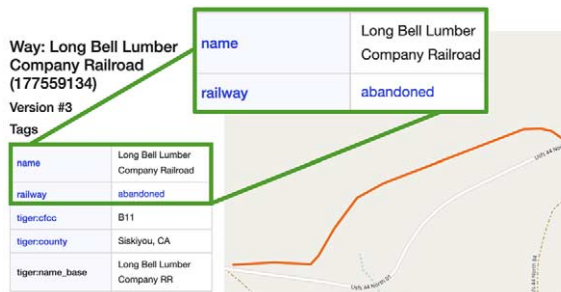 name
Long Bell Lumber
Company Railroad
railway
abandoned
Way: Long Bell Lumber
Company Railroad
(177559134)
Version #3
Tags
name
Long Bell Lumber
Company Railroad
railway
abandoned
tiger:cfcc
B11
tiger:county
Siskiyou, CA
tiger:name_base
Long Bell Lumber
Company RR